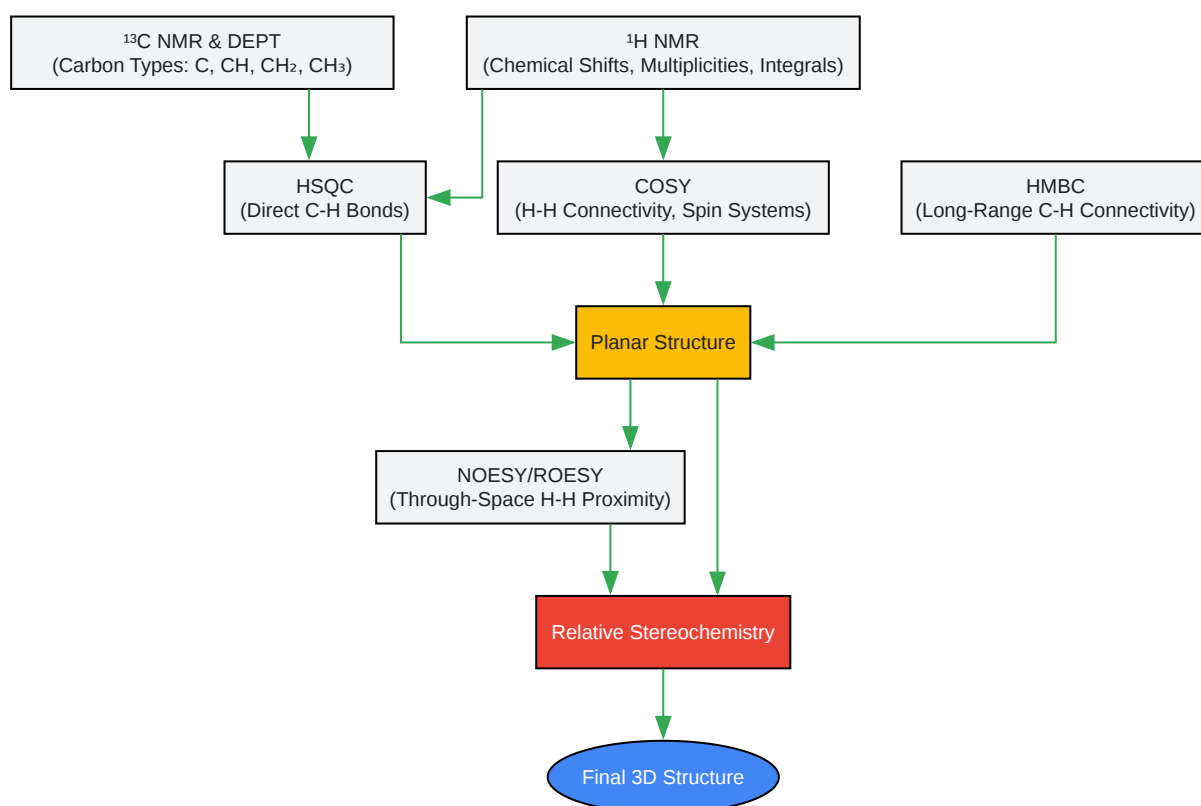 ¹³C NMR & DEPT
(Carbon Types: C, CH, CH₂, CH₃)
¹H NMR
(Chemical Shifts, Multiplicities, Integrals)
HSQC
(Direct C-H Bonds)
COSY
(H-H Connectivity, Spin Systems)
HMBC
(Long-Range C-H Connectivity)
Planar Structure
NOESY/ROESY
(Through-Space H-H Proximity)
Relative Stereochemistry
Final 3D Structure